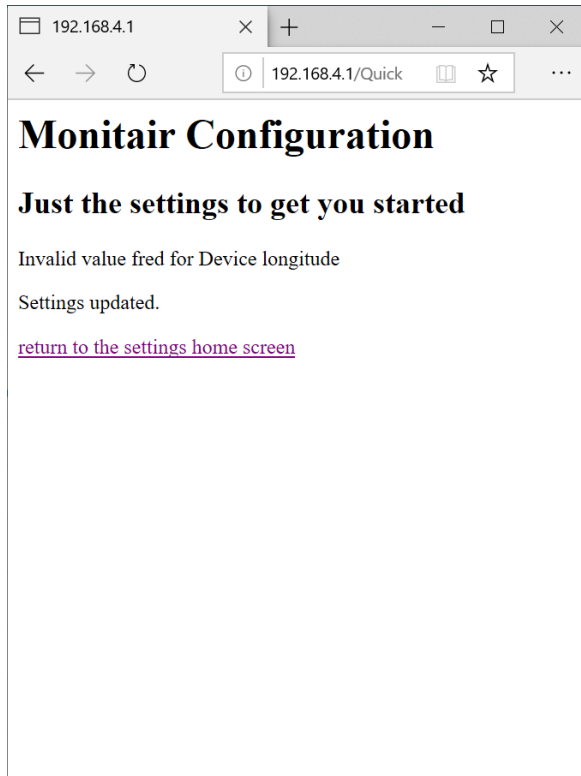 192.168.4.1
192.168.4.1/Quick
Monitair Configuration
Just the settings to get you started
Invalid value fred for Device longitude
Settings updated.
return to the settings home screen